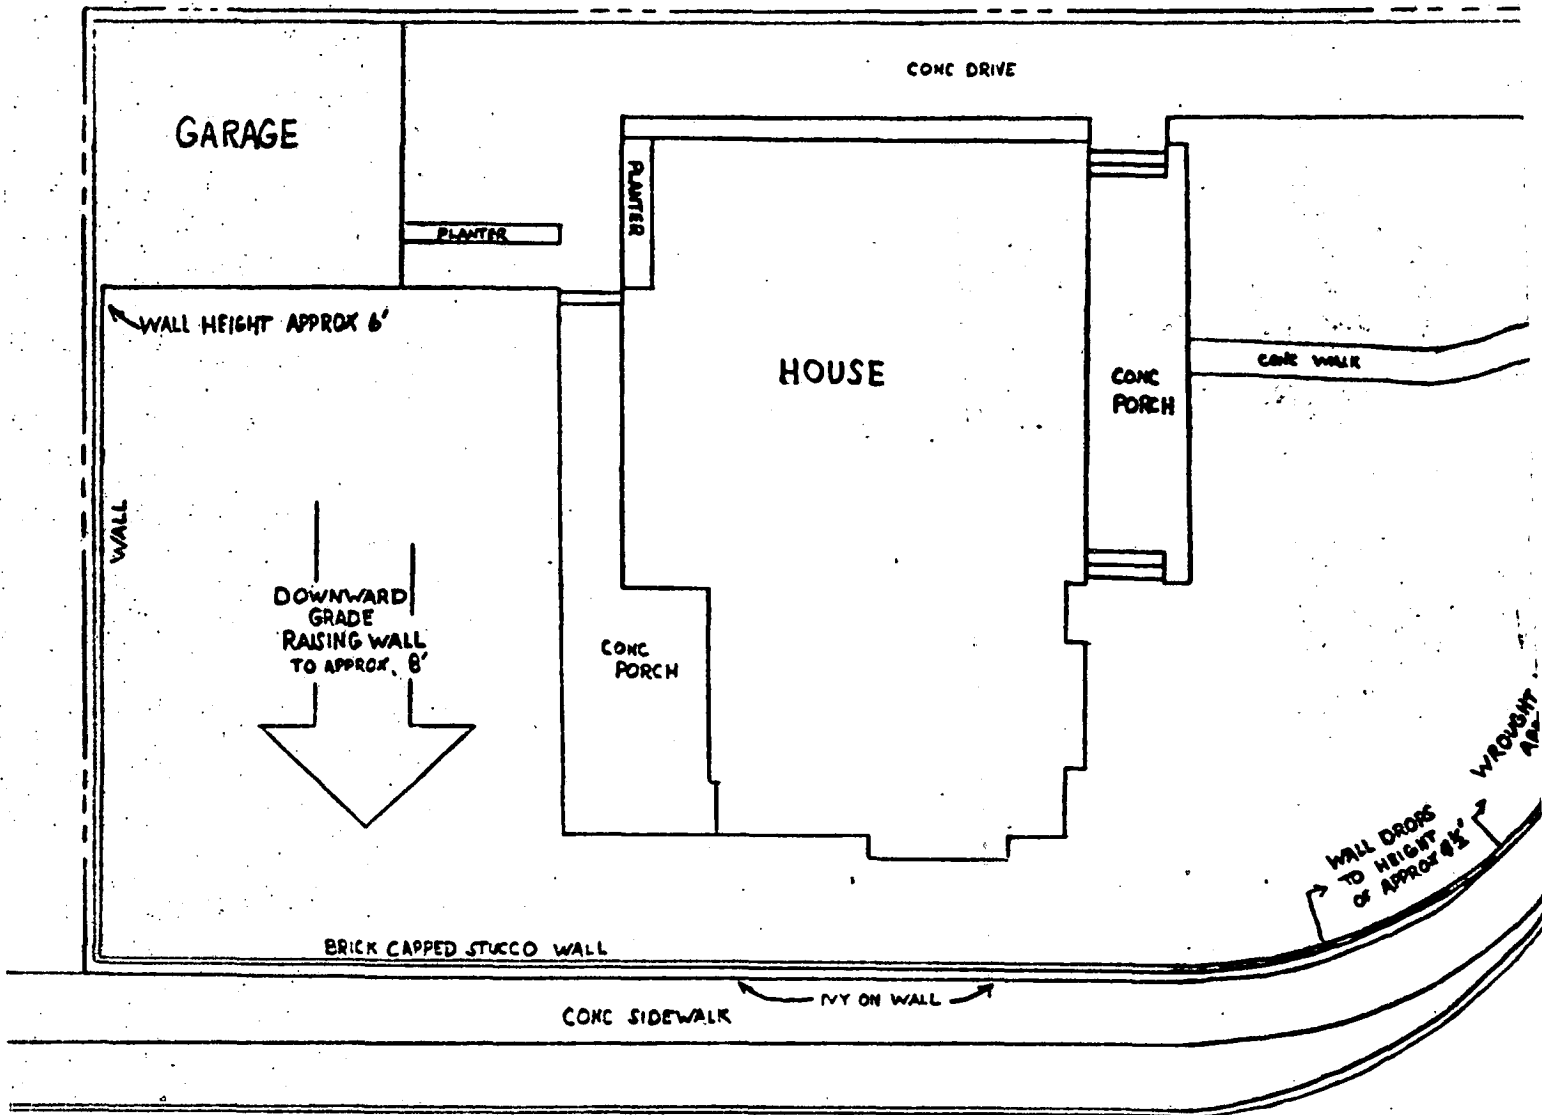 CONC DRIVE
GARAGE
PLANTER
PLANTER
WALL HEIGHT APPROX 6'
HOUSE
CONC WALK
CONC
PORCH
WALL
DOWNWARD
GRADE
RAISING WALL
TO APPROX. 8'
CONC
PORCH
WROUGHT
WALL DROPS
TO HEIGHT
OF APPROX 4½'
BRICK CAPPED STUCCO WALL
IVY ON WALL
CONC SIDEWALK